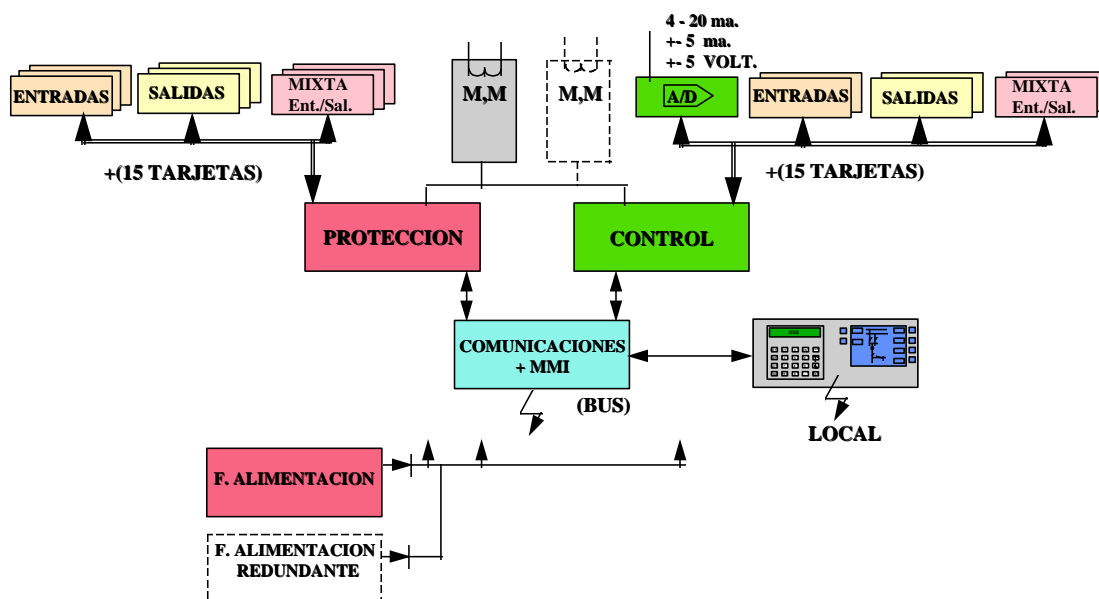 4 - 20 ma.
+- 5 ma.
+- 5 VOLT.
ENTRADAS
SALIDAS
MIXTA
Ent./Sal.
M,M
M,M
A/D
ENTRADAS
SALIDAS
MIXTA
Ent./Sal.
+(15 TARJETAS)
+(15 TARJETAS)
PROTECCION
CONTROL
COMUNICACIONES
+ MMI
(BUS)
LOCAL
F. ALIMENTACION
F. ALIMENTACION
REDUNDANTE